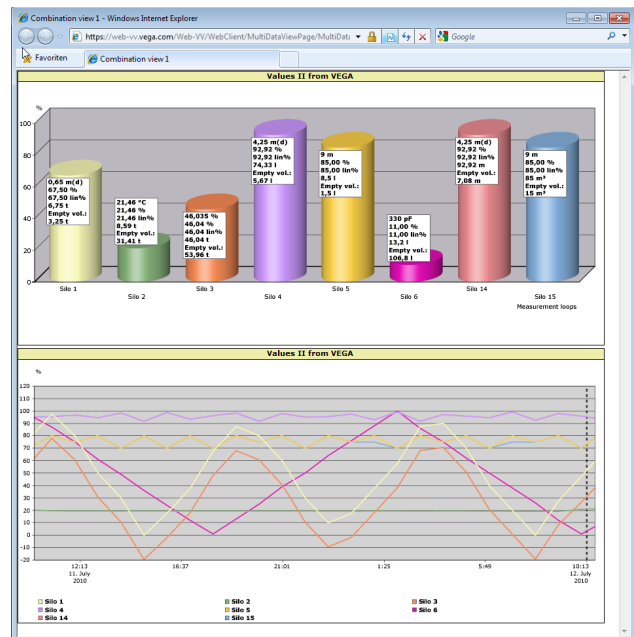 Combination view 1 - Windows Internet Explorer
https://web-vv.vega.com/Web-VV/WebClient/MultiDataViewPage/MultiData
Google
Favoriten
Combination view 1
Values II from VEGA
%
100
80
60
40
20
0
0,65 m(d)
67,50 %
67,50 lin%
6,75 t
Empty vol.:
3,25 t
21,46 °C
21,46 %
21,46 lin%
8,59 t
Empty vol.:
31,41 t
46,035 %
46,04 %
46,04 lin%
46,04 t
Empty vol.:
53,96 t
4,25 m(d)
92,92 %
92,92 lin%
74,33 l
Empty vol.:
5,67 l
9 m
85,00 %
85,00 lin%
8,5 l
Empty vol.:
1,5 l
330 pF
11,00 %
11,00 lin%
13,2 l
Empty vol.:
106,8 l
4,25 m(d)
92,92 %
92,92 lin%
92,92 m
Empty vol.:
7,08 m
9 m
85,00 %
85,00 lin%
85 m³
Empty vol.:
15 m³
Silo 1
Silo 2
Silo 3
Silo 4
Silo 5
Silo 6
Silo 14
Silo 15
Measurement loops
Values II from VEGA
%
120
110
100
90
80
70
60
50
40
30
20
10
0
-10
-20
12:13
11. July
2010
16:37
21:01
1:25
5:49
10:13
12. July
2010
Silo 1
Silo 2
Silo 3
Silo 4
Silo 5
Silo 6
Silo 14
Silo 15